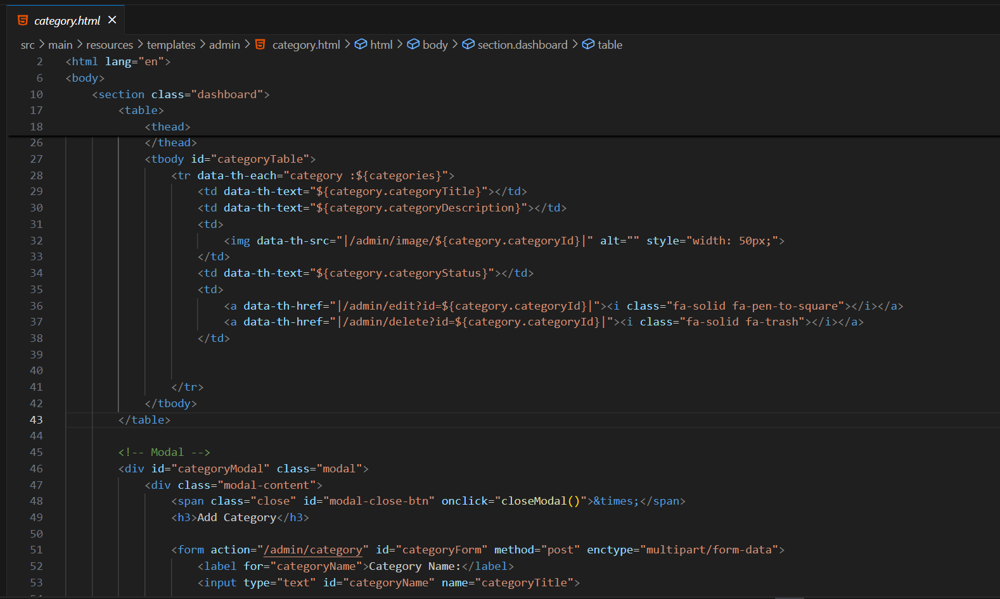 category.html
src > main > resources > templates > admin > category.html > html > body > section.dashboard > table
2 <html lang="en">
6 <body>
10 <section class="dashboard">
17 <table>
18 <thead>
26 </thead>
27 <tbody id="categoryTable">
28 <tr data-th-each="category :${categories}">
29 <td data-th-text="${category.categoryTitle}"></td>
30 <td data-th-text="${category.categoryDescription}"></td>
31 <td>
32 <img data-th-src="|/admin/image/${category.categoryId}|" alt="" style="width: 50px;">
33 </td>
34 <td data-th-text="${category.categoryStatus}"></td>
35 <td>
36 <a data-th-href="|/admin/edit?id=${category.categoryId}|"><i class="fa-solid fa-pen-to-square"></i></a>
37 <a data-th-href="|/admin/delete?id=${category.categoryId}|"><i class="fa-solid fa-trash"></i></a>
38 </td>
39
40
41 </tr>
42 </tbody>
43 </table>
44
45 <!-- Modal -->
46 <div id="categoryModal" class="modal">
47 <div class="modal-content">
48 <span class="close" id="modal-close-btn" onclick="closeModal()">&times;</span>
49 <h3>Add Category</h3>
50
51 <form action="/admin/category" id="categoryForm" method="post" enctype="multipart/form-data">
52 <label for="categoryName">Category Name:</label>
53 <input type="text" id="categoryName" name="categoryTitle">